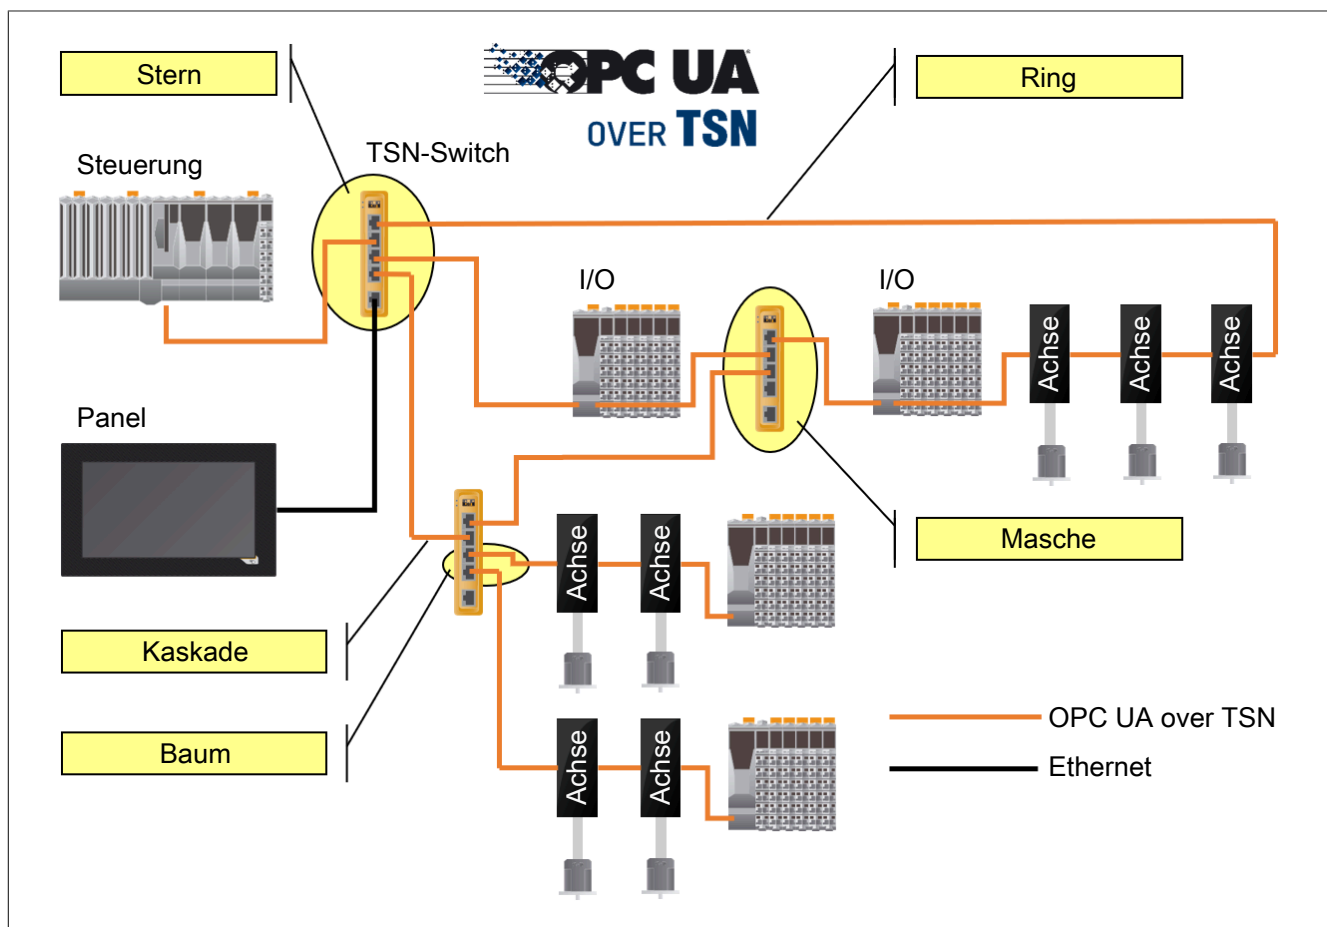 Stern
OPC UA
OVER TSN
Ring
Steuerung
TSN-Switch
I/O
I/O
Achse
Achse
Achse
Panel
Masche
Achse
Achse
Kaskade
Baum
Achse
Achse
OPC UA over TSN
Ethernet